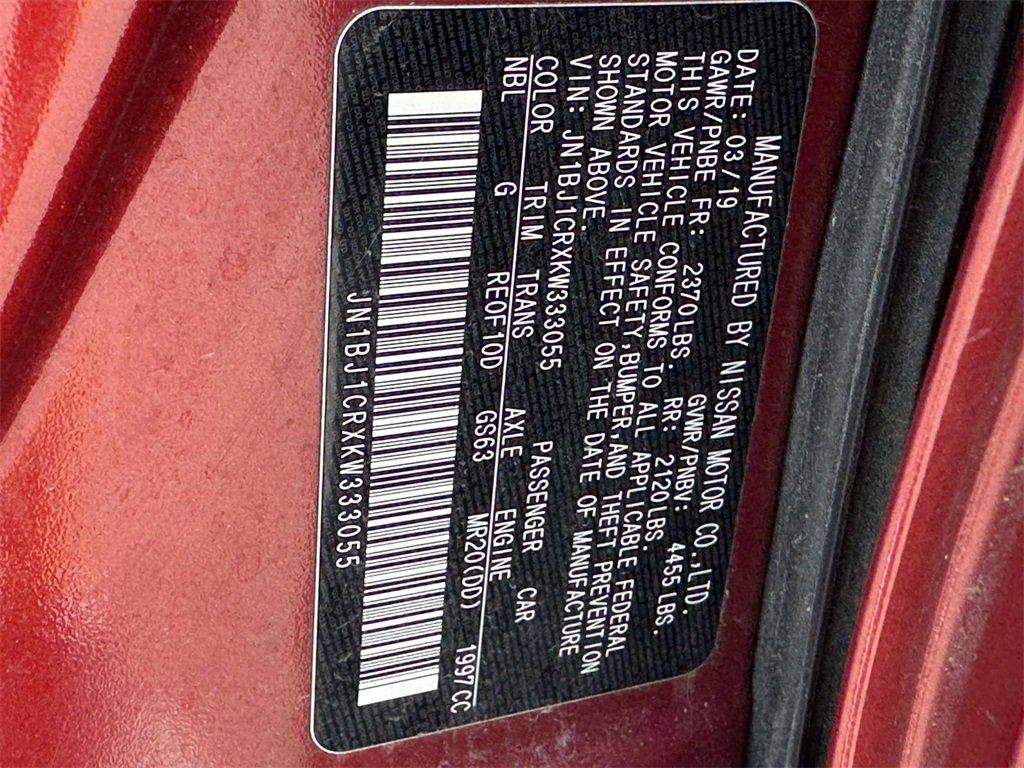 MANUFACTURED BY NISSAN MOTOR CO.,LTD.
DATE: 03/19 GVWR/PNBV: 4455 LBS.
GAWR/PNBE FR: 2370 LBS. RR: 2120 LBS.
THIS VEHICLE CONFORMS TO ALL APPLICABLE FEDERAL
MOTOR VEHICLE SAFETY,BUMPER,AND THEFT PREVENTION
STANDARDS IN EFFECT ON THE DATE OF MANUFACTURE
SHOWN ABOVE.
VIN: JN1BJ1CRXKW333055 PASSENGER CAR
COLOR TRIM TRANS AXLE ENGINE
NBL G RE0F10D GS63 MR20(DD) 1997CC
JN1BJ1CRXKW333055